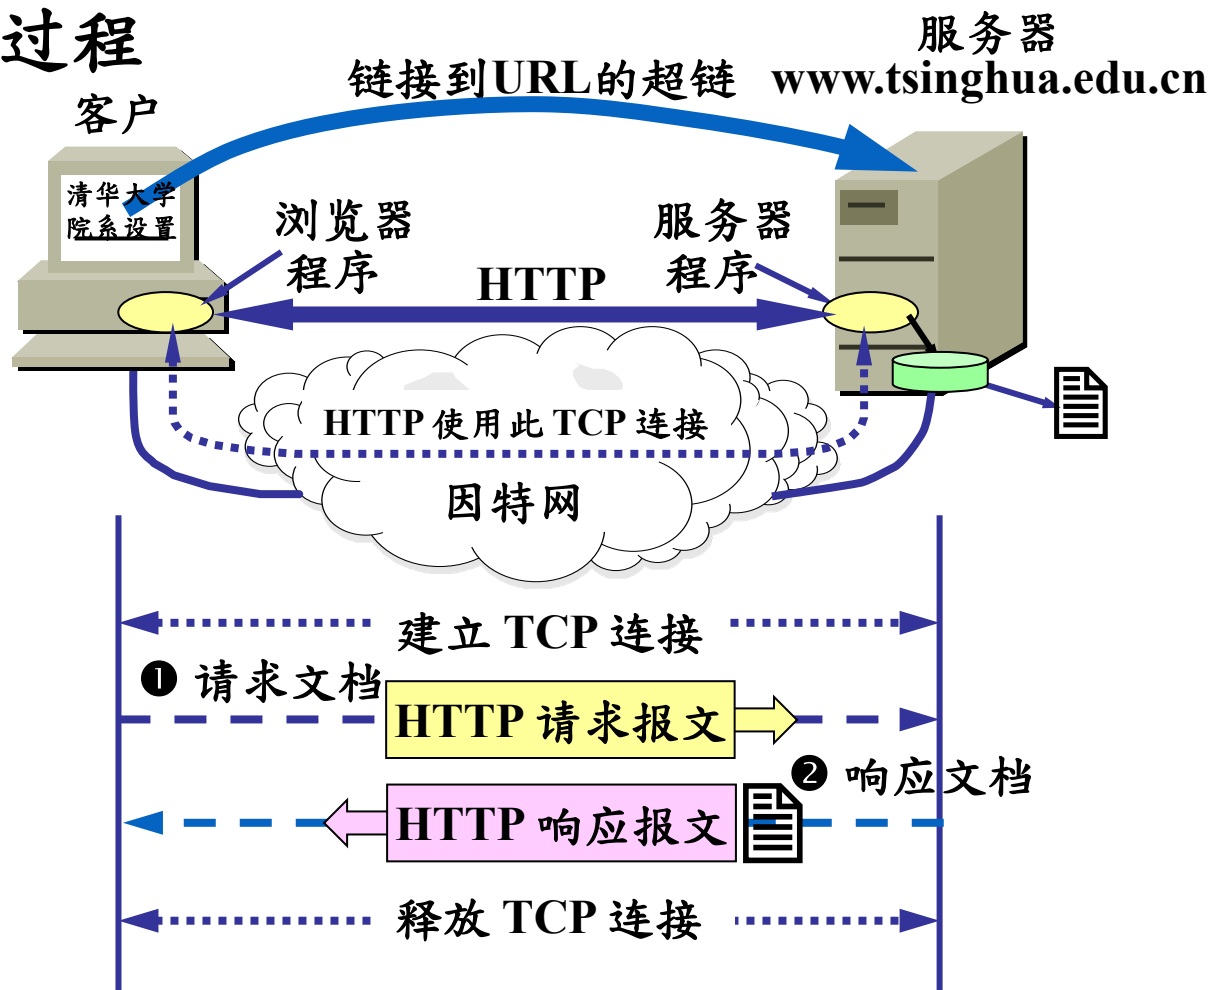 过程
服务器
www.tsinghua.edu.cn
链接到URL的超链
客户
清华大学
院系设置
浏览器
程序
服务器
程序
HTTP
HTTP 使用此 TCP 连接
因特网
建立 TCP 连接
❶ 请求文档
HTTP 请求报文
❷ 响应文档
HTTP 响应报文
释放 TCP 连接